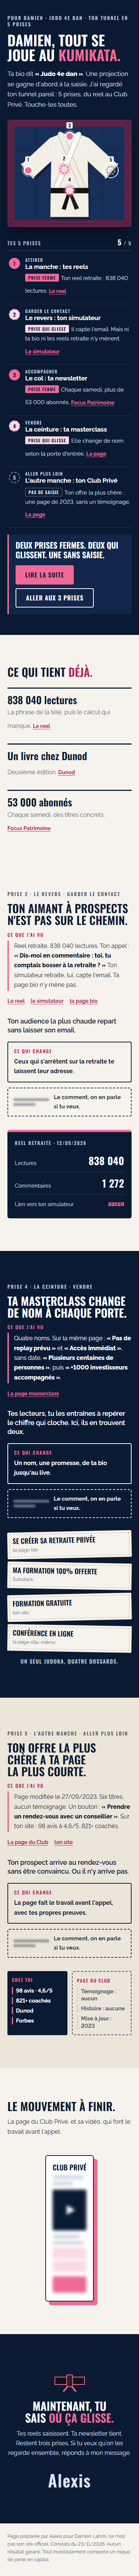 POUR DAMIEN · JUDO 4E DAN · TON TUNNEL EN
5 PRISES
DAMIEN, TOUT SE
JOUE AU KUMIKATA.
Ta bio dit « Judo 4e dan ». Une projection
se gagne d'abord à la saisie. J'ai regardé
ton tunnel pareil : 5 prises, du reel au Club
Privé. Touche-les toutes.
3
1
2
5
4
TES 5 PRISES
5 / 5
1
ATTIRER
La manche : tes reels
PRISE FERME Ton reel retraite : 838 040
lectures. Le reel
2
GARDER LE CONTACT
Le revers : ton simulateur
PRISE QUI GLISSE Il capte l'email. Mais ni
ta bio ni tes reels retraite n'y mènent.
Le simulateur
3
ACCOMPAGNER
Le col : ta newsletter
PRISE FERME Chaque samedi, plus de
53 000 abonnés. Focus Patrimoine
4
VENDRE
La ceinture : ta masterclass
PRISE QUI GLISSE Elle change de nom
selon la porte d'entrée. La page
5
ALLER PLUS LOIN
L'autre manche : ton Club Privé
PAS DE SAISIE Ton offre la plus chère :
une page de 2023, sans un témoignage.
La page
DEUX PRISES FERMES. DEUX QUI
GLISSENT. UNE SANS SAISIE.
LIRE LA SUITE
ALLER AUX 3 PRISES
CE QUI TIENT DÉJÀ.
838 040 lectures
La phrase de ta télé, puis le calcul qui
manque. Le reel
Un livre chez Dunod
Deuxième édition. Dunod
53 000 abonnés
Chaque samedi, des titres concrets.
Focus Patrimoine
PRISE 2 · LE REVERS · GARDER LE CONTACT
TON AIMANT À PROSPECTS
N'EST PAS SUR LE CHEMIN.
CE QUE J'AI VU
Reel retraite, 838 040 lectures. Ton appel :
« Dis-moi en commentaire : toi, tu
comptais bosser à la retraite ? » Ton
simulateur retraite, lui, capte l'email. Ta
page bio n'y mène pas.
Le reel le simulateur ta page bio
Ton audience la plus chaude repart
sans laisser son email.
CE QUI CHANGE
Ceux qui s'arrêtent sur la retraite te
laissent leur adresse.
Le comment, on en parle
si tu veux.
REEL RETRAITE · 12/09/2026
Lectures 838 040
Commentaires 1 272
Lien vers ton simulateur aucun
PRISE 4 · LA CEINTURE · VENDRE
TA MASTERCLASS CHANGE
DE NOM À CHAQUE PORTE.
CE QUE J'AI VU
Quatre noms. Sur la même page : « Pas de
replay prévu » et « Accès immédiat »,
sans date. « Plusieurs centaines de
personnes », puis « +1000 investisseurs
accompagnés ».
La page masterclass
Tes lecteurs, tu les entraînes à repérer
le chiffre qui cloche. Ici, ils en trouvent
deux.
CE QUI CHANGE
Un nom, une promesse, de ta bio
jusqu'au live.
Le comment, on en parle
si tu veux.
SE CRÉER SA RETRAITE PRIVÉE
ta page bio
MA FORMATION 100% OFFERTE
Substack
FORMATION GRATUITE
ton site
CONFÉRENCE EN LIGNE
la page elle-même
UN SEUL JUDOKA, QUATRE DOSSARDS.
PRISE 5 · L'AUTRE MANCHE · ALLER PLUS LOIN
TON OFFRE LA PLUS
CHÈRE A TA PAGE
LA PLUS COURTE.
CE QUE J'AI VU
Page modifiée le 27/09/2023. Six titres,
aucun témoignage. Un bouton : « Prendre
un rendez-vous avec un conseiller ». Sur
ton site : 98 avis à 4,6/5, 821+ coachés.
La page du Club ton site
Ton prospect arrive au rendez-vous
sans être convaincu. Ou il n'y arrive pas.
CE QUI CHANGE
La page fait le travail avant l'appel,
avec tes propres preuves.
Le comment, on en parle
si tu veux.
CHEZ TOI
98 avis · 4,6/5
821+ coachés
Dunod
Forbes
PAGE DU CLUB
Témoignage :
aucun
Histoire : aucune
Mise à jour :
2023
LE MOUVEMENT À FINIR.
La page du Club Privé, et sa vidéo, qui font le
travail avant l'appel.
CLUB PRIVÉ
MAINTENANT, TU
SAIS OÙ ÇA GLISSE.
Tes reels saisissent. Ta newsletter tient.
Restent trois prises. Si tu veux qu'on les
regarde ensemble, réponds à mon message.
Alexis
Page préparée par Alexis pour Damien Lahmi, ce n'est
pas son site officiel. Constats du 23/11/2026. Aucun
résultat garanti. Tout investissement comporte un risque
de perte en capital.